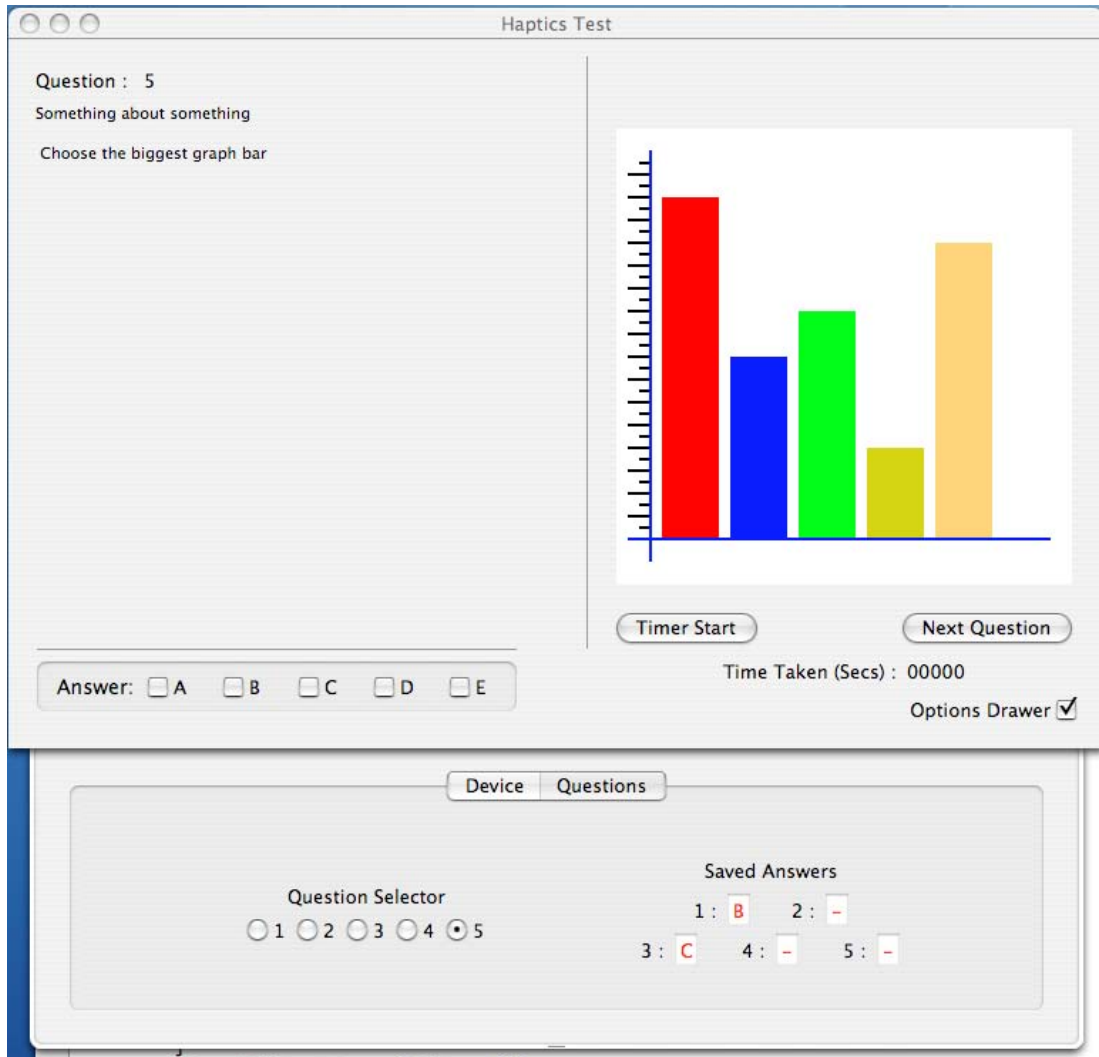 Haptics Test
Question :   5
Something about something
Choose the biggest graph bar
Timer Start
Next Question
Time Taken (Secs) :  00000
Options Drawer
Answer: A B C D E
Device Questions
Question Selector
1 2 3 4 5
Saved Answers
1 : B 2 : –
3 : C 4 : – 5 : –